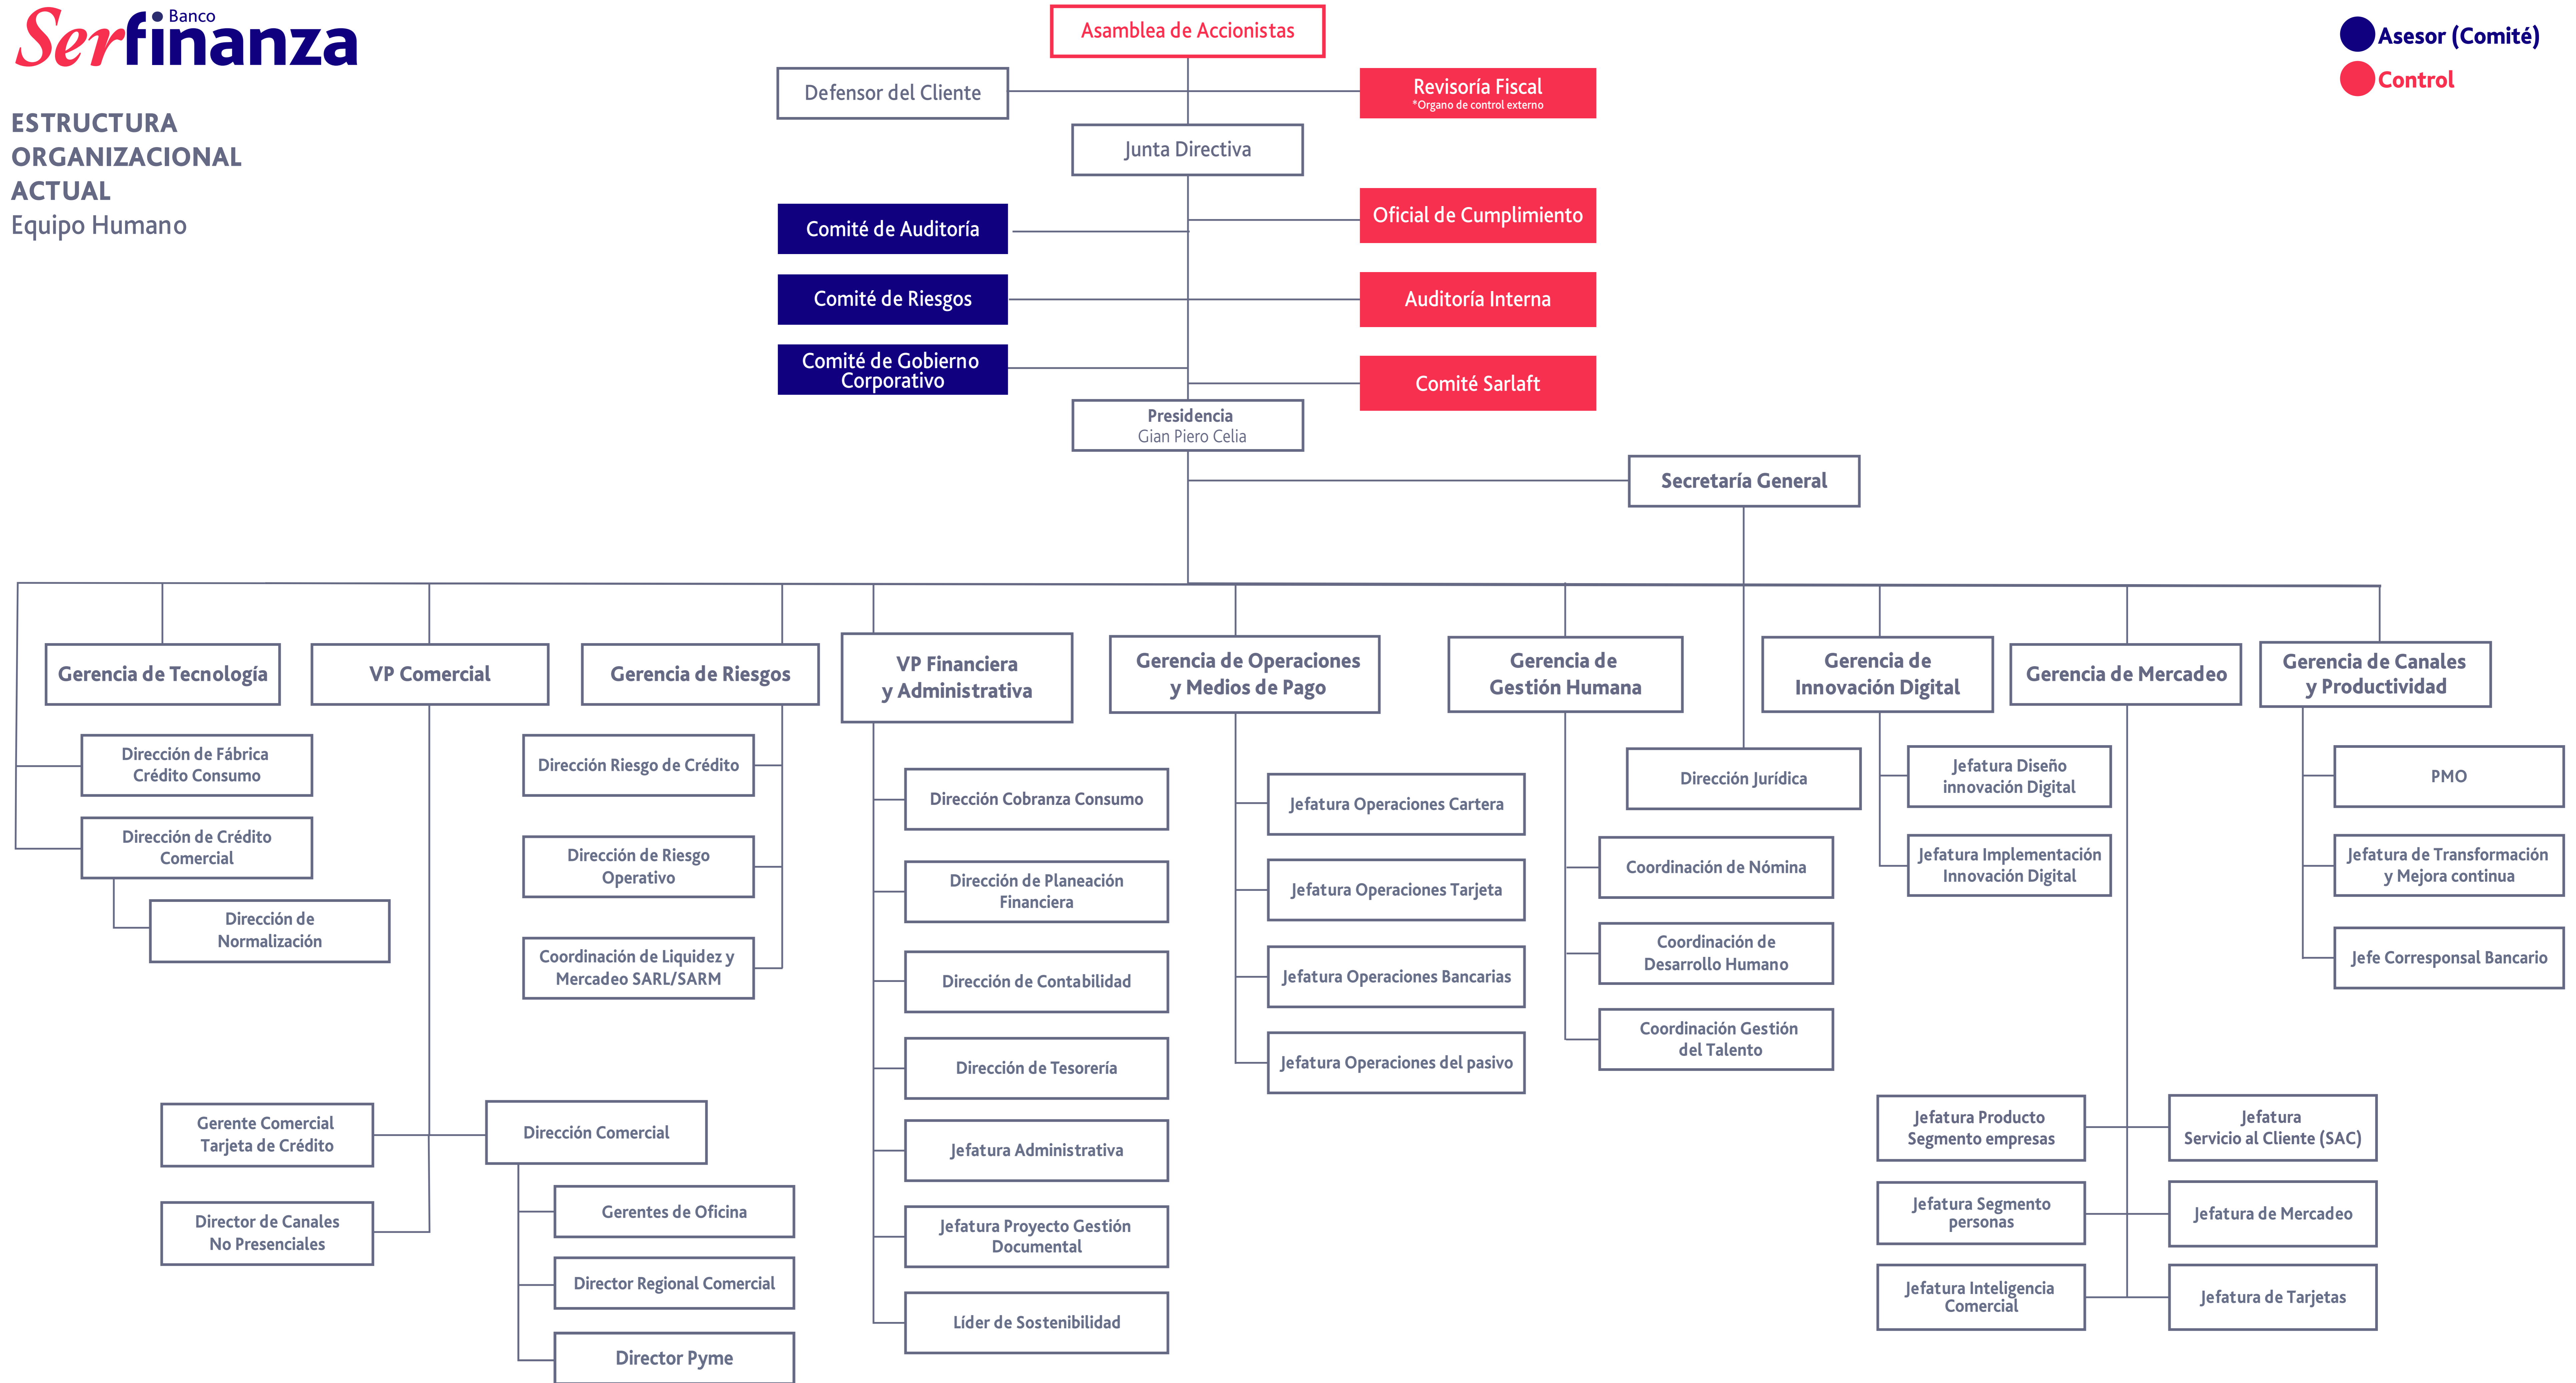 Banco
Serfinanza
ESTRUCTURA
ORGANIZACIONAL
ACTUAL
Equipo Humano
Asesor (Comité)
Control
Asamblea de Accionistas
Defensor del Cliente
Revisoría Fiscal
*Organo de control externo
Junta Directiva
Comité de Auditoría
Oficial de Cumplimiento
Comité de Riesgos
Auditoría Interna
Comité de Gobierno
Corporativo
Comité Sarlaft
Presidencia
Gian Piero Celia
Secretaría General
Gerencia de Tecnología
VP Comercial
Gerencia de Riesgos
VP Financiera
y Administrativa
Gerencia de Operaciones
y Medios de Pago
Gerencia de
Gestión Humana
Gerencia de
Innovación Digital
Gerencia de Mercadeo
Gerencia de Canales
y Productividad
Dirección de Fábrica
Crédito Consumo
Dirección de Crédito
Comercial
Dirección de
Normalización
Gerente Comercial
Tarjeta de Crédito
Director de Canales
No Presenciales
Dirección Comercial
Gerentes de Oficina
Director Regional Comercial
Director Pyme
Dirección Riesgo de Crédito
Dirección de Riesgo
Operativo
Coordinación de Liquidez y
Mercadeo SARL/SARM
Dirección Cobranza Consumo
Dirección de Planeación
Financiera
Dirección de Contabilidad
Dirección de Tesorería
Jefatura Administrativa
Jefatura Proyecto Gestión
Documental
Líder de Sostenibilidad
Jefatura Operaciones Cartera
Jefatura Operaciones Tarjeta
Jefatura Operaciones Bancarias
Jefatura Operaciones del pasivo
Dirección Jurídica
Coordinación de Nómina
Coordinación de
Desarrollo Humano
Coordinación Gestión
del Talento
Jefatura Diseño
innovación Digital
Jefatura Implementación
Innovación Digital
Jefatura Producto
Segmento empresas
Jefatura
Servicio al Cliente (SAC)
Jefatura Segmento
personas
Jefatura de Mercadeo
Jefatura Inteligencia
Comercial
Jefatura de Tarjetas
PMO
Jefatura de Transformación
y Mejora continua
Jefe Corresponsal Bancario